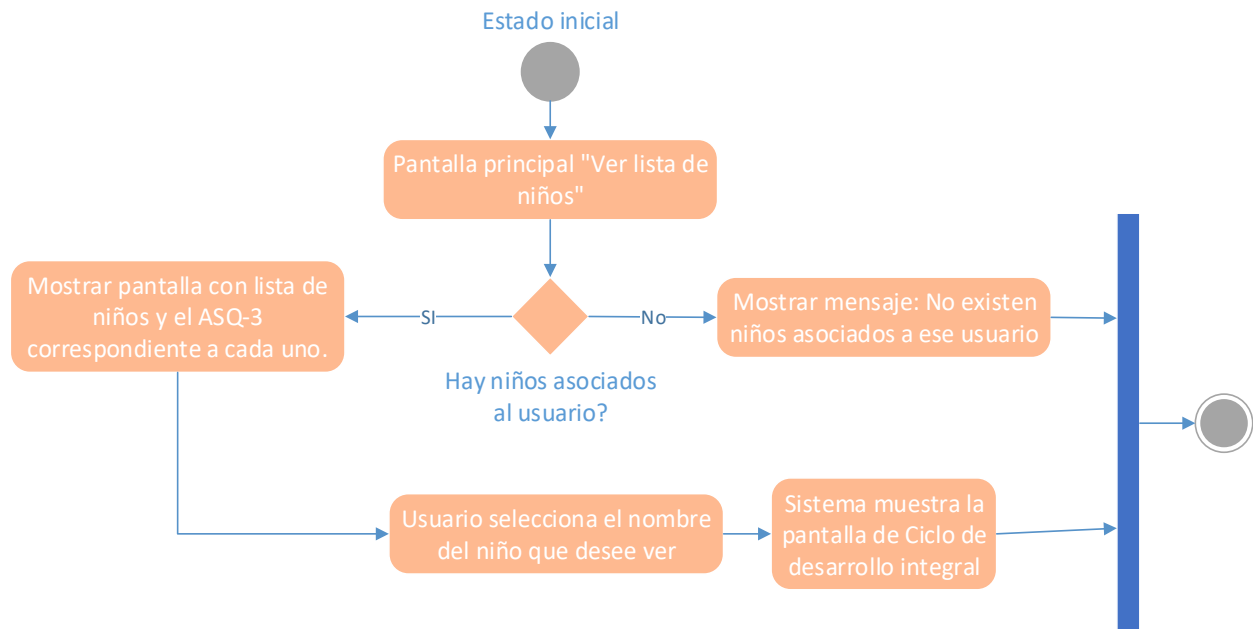 Estado inicial
Pantalla principal "Ver lista de
niños"
Mostrar pantalla con lista de
niños y el ASQ-3
correspondiente a cada uno.
SI
No
Mostrar mensaje: No existen
niños asociados a ese usuario
Hay niños asociados
al usuario?
Usuario selecciona el nombre
del niño que desee ver
Sistema muestra la
pantalla de Ciclo de
desarrollo integral